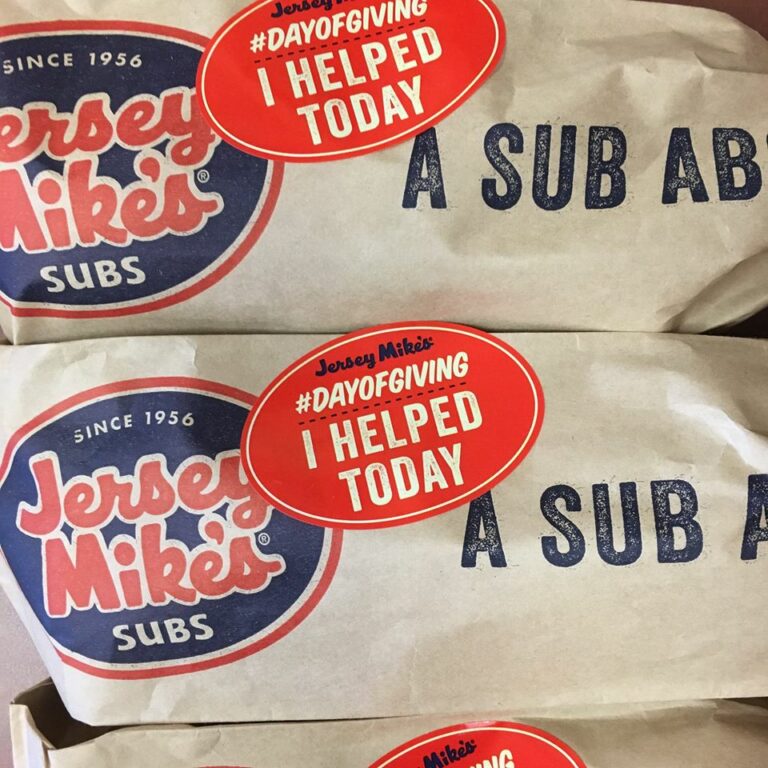 SINCE 1956
Jersey
Mike's®
SUBS
Jersey
#DAYOFGIVING
I HELPED
TODAY
A SUB
SINCE 1956
Jersey
Mike's®
SUBS
Jersey Mike's
#DAYOFGIVING
I HELPED
TODAY
A SUB A
Mike's